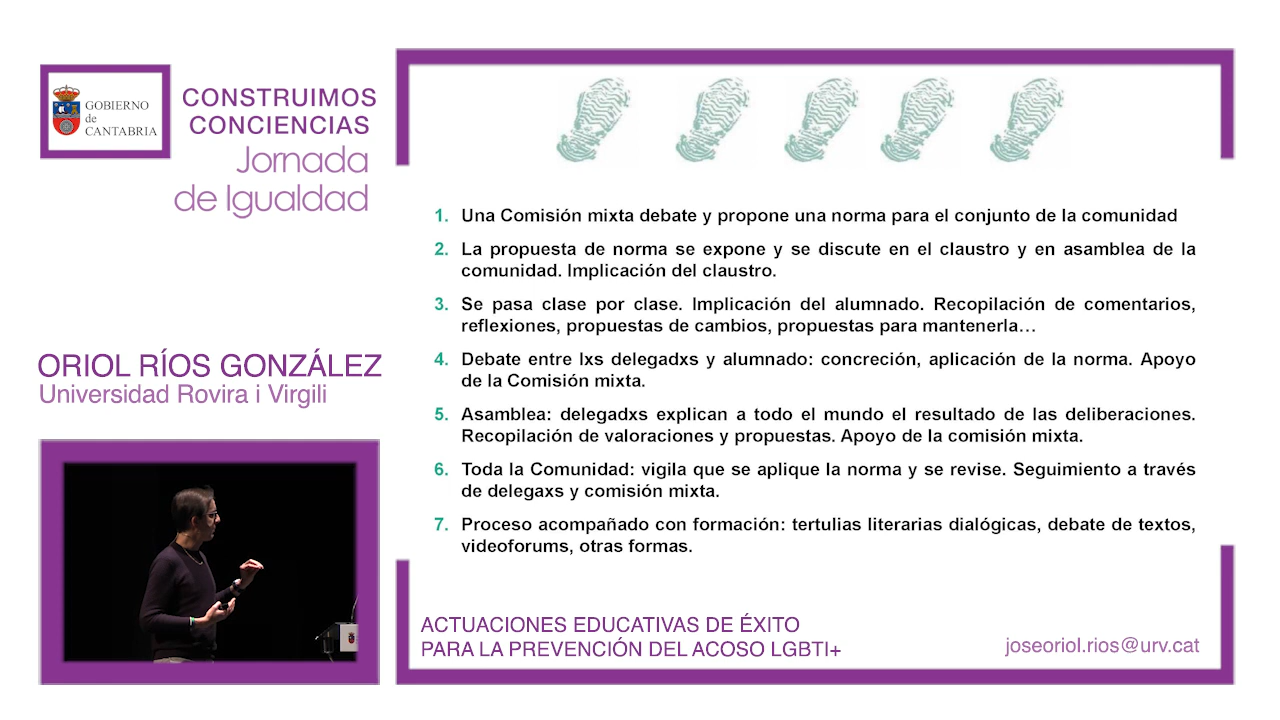 GOBIERNO
de
CANTABRIA
CONSTRUIMOS
CONCIENCIAS
Jornada
de Igualdad
ORIOL RÍOS GONZÁLEZ
Universidad Rovira i Virgili
1. Una Comisión mixta debate y propone una norma para el conjunto de la comunidad
2. La propuesta de norma se expone y se discute en el claustro y en asamblea de la
comunidad. Implicación del claustro.
3. Se pasa clase por clase. Implicación del alumnado. Recopilación de comentarios,
reflexiones, propuestas de cambios, propuestas para mantenerla…
4. Debate entre lxs delegadxs y alumnado: concreción, aplicación de la norma. Apoyo
de la Comisión mixta.
5. Asamblea: delegadxs explican a todo el mundo el resultado de las deliberaciones.
Recopilación de valoraciones y propuestas. Apoyo de la comisión mixta.
6. Toda la Comunidad: vigila que se aplique la norma y se revise. Seguimiento a través
de delegaxs y comisión mixta.
7. Proceso acompañado con formación: tertulias literarias dialógicas, debate de textos,
videoforums, otras formas.
ACTUACIONES EDUCATIVAS DE ÉXITO
PARA LA PREVENCIÓN DEL ACOSO LGBTI+
joseoriol.rios@urv.cat